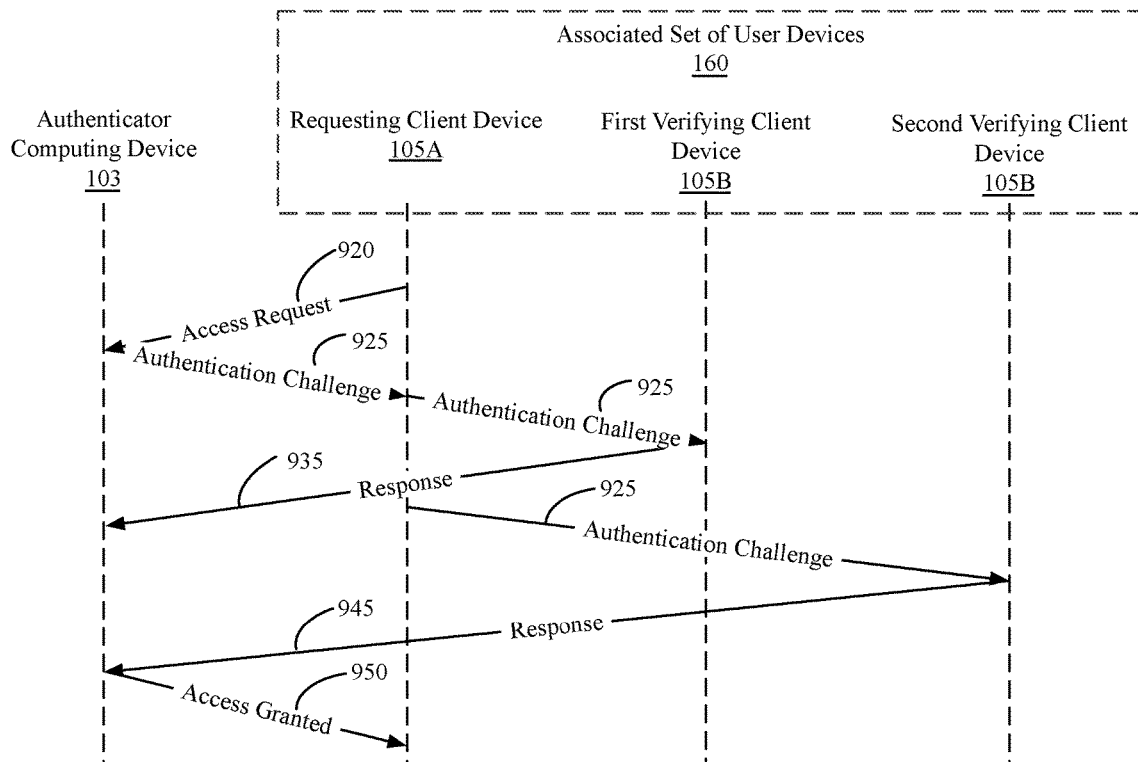 Associated Set of User Devices
160
Authenticator
Computing Device
103
Requesting Client Device
105A
First Verifying Client
Device
105B
Second Verifying Client
Device
105B
920
Access Request
925
Authentication Challenge
925
Authentication Challenge
935
Response
925
Authentication Challenge
945
Response
950
Access Granted